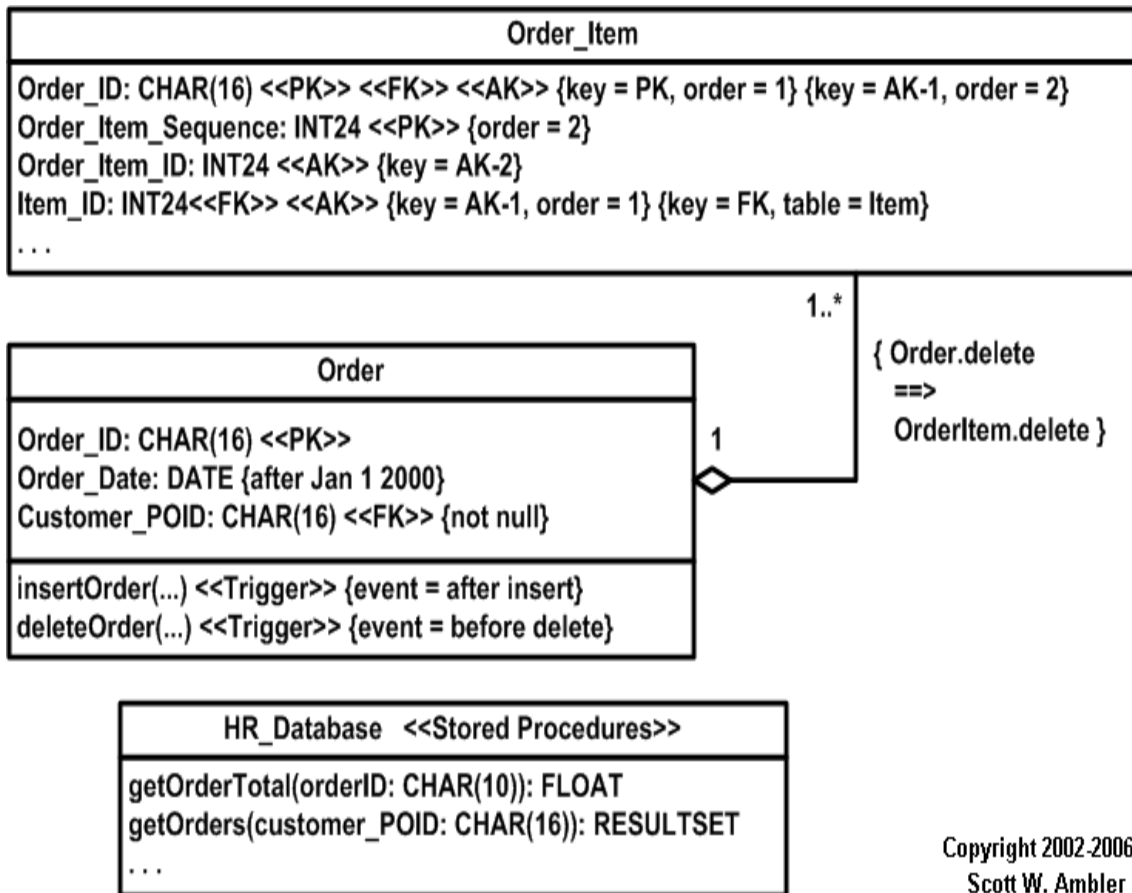 Order_Item
Order_ID: CHAR(16) <<PK>> <<FK>> <<AK>> {key = PK, order = 1} {key = AK-1, order = 2}
Order_Item_Sequence: INT24 <<PK>> {order = 2}
Order_Item_ID: INT24 <<AK>> {key = AK-2}
Item_ID: INT24<<FK>> <<AK>> {key = AK-1, order = 1} {key = FK, table = Item}
. . .
1..*
{ Order.delete
==>
OrderItem.delete }
1
Order
Order_ID: CHAR(16) <<PK>>
Order_Date: DATE {after Jan 1 2000}
Customer_POID: CHAR(16) <<FK>> {not null}
insertOrder(...) <<Trigger>> {event = after insert}
deleteOrder(...) <<Trigger>> {event = before delete}
HR_Database <<Stored Procedures>>
getOrderTotal(orderID: CHAR(10)): FLOAT
getOrders(customer_POID: CHAR(16)): RESULTSET
. . .
Copyright 2002-2006
Scott W. Ambler